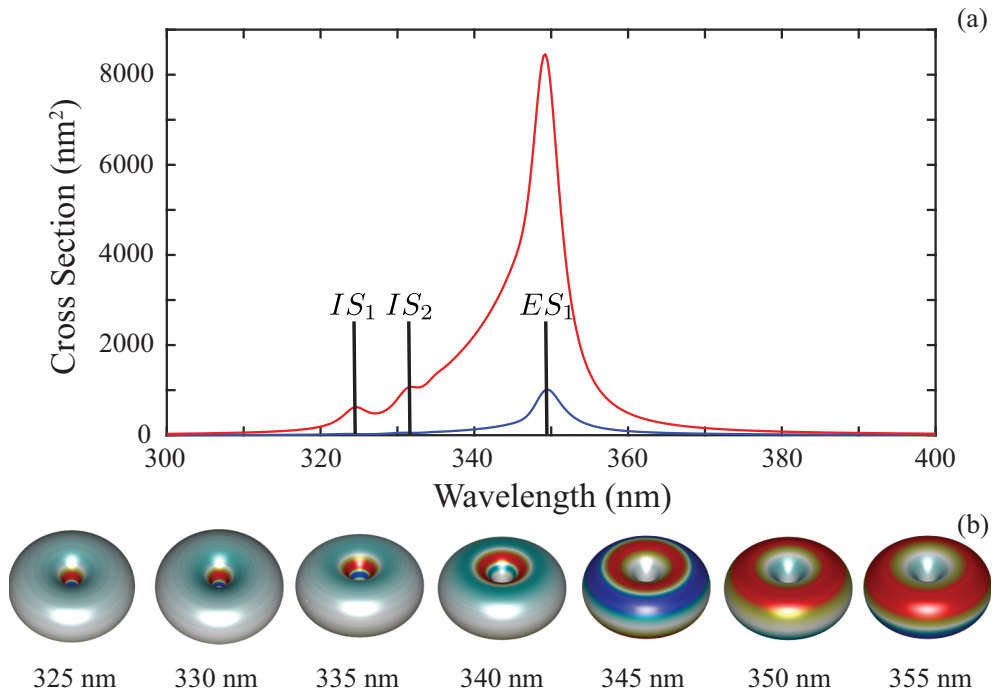 (a)
Cross Section (nm²)
8000
6000
4000
2000
0
IS₁ IS₂ ES₁
300 320 340 360 380 400
Wavelength (nm)
(b)
325 nm 330 nm 335 nm 340 nm 345 nm 350 nm 355 nm